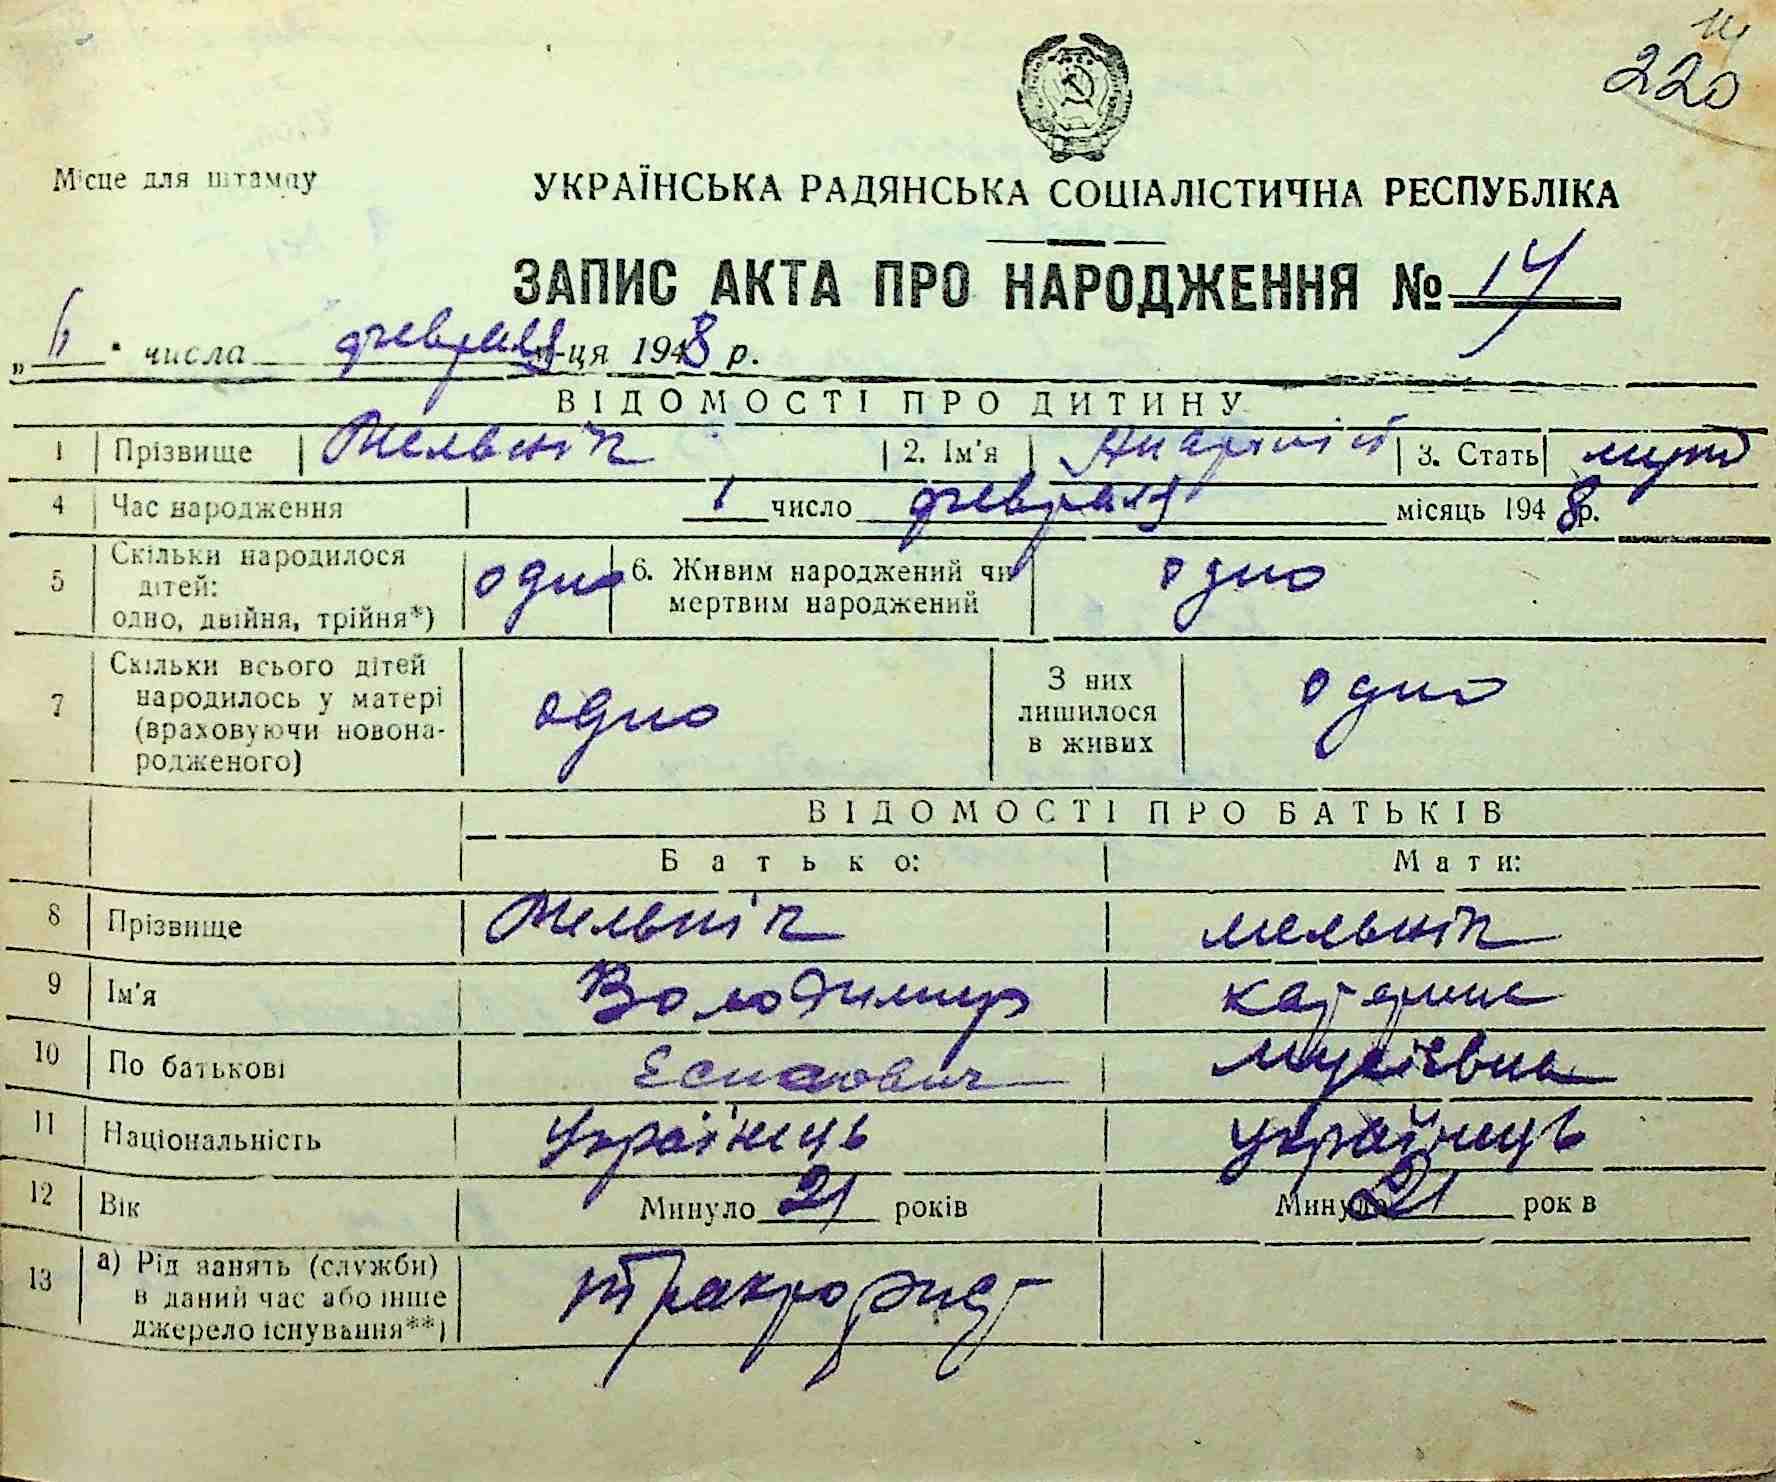 220
Місце для штампу
УКРАЇНСЬКА РАДЯНСЬКА СОЦІАЛІСТИЧНА РЕСПУБЛІКА
ЗАПИС АКТА ПРО НАРОДЖЕННЯ № 14
„6" числа февраля м-ця 1948 р.
ВІДОМОСТІ ПРО ДИТИНУ
1 Прізвище Мельнік 2. Ім'я 3. Стать муж
4 Час народження 1 число февраля місяць 1948 р.
5 Скільки народилося дітей: одно, двійня, трійня*) одно 6. Живим народжений чи мертвим народжений одно
7 Скільки всього дітей народилось у матері (враховуючи новонародженого) одно З них лишилося в живих одно
ВІДОМОСТІ ПРО БАТЬКІВ
Батько: Мати:
8 Прізвище Мельнік мельнік
9 Ім'я Володимир катерина
10 По батькові мусієвна
11 Національність українець українець
12 Вік Минуло 21 років Минуло 21 років
13 а) Рід занять (служби) в даний час або інше джерело існування**)